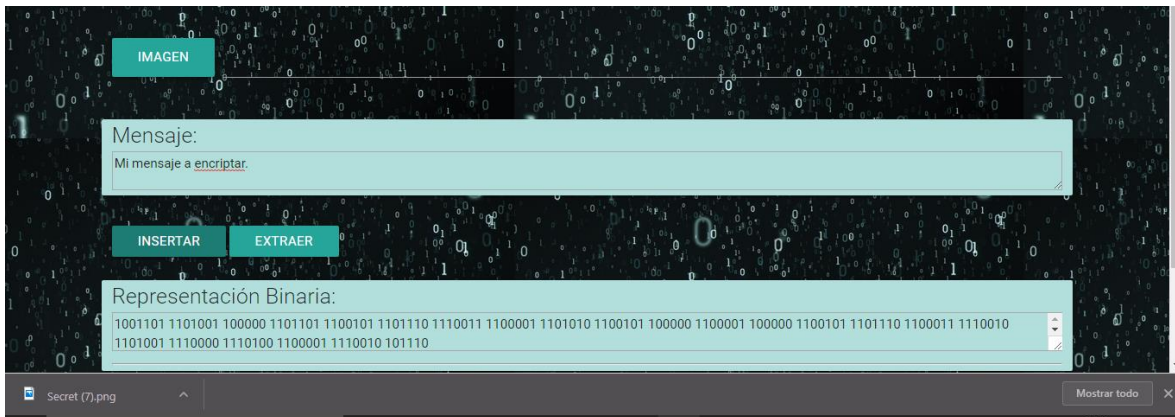 IMAGEN
Mensaje:
Mi mensaje a encriptar.
INSERTAR EXTRAER
Representación Binaria:
1001101 1101001 100000 1101101 1100101 1101110 1110011 1100001 1101010 1100101 100000 1100001 100000 1100101 1101110 1100011 1110010
1101001 1110000 1110100 1100001 1110010 101110
Secret (7).png
Mostrar todo